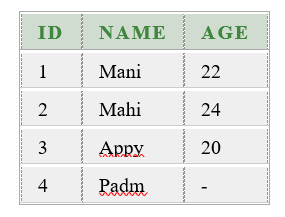 ID NAME AGE
1 Mani 22
2 Mahi 24
3 Appy 20
4 Padm -